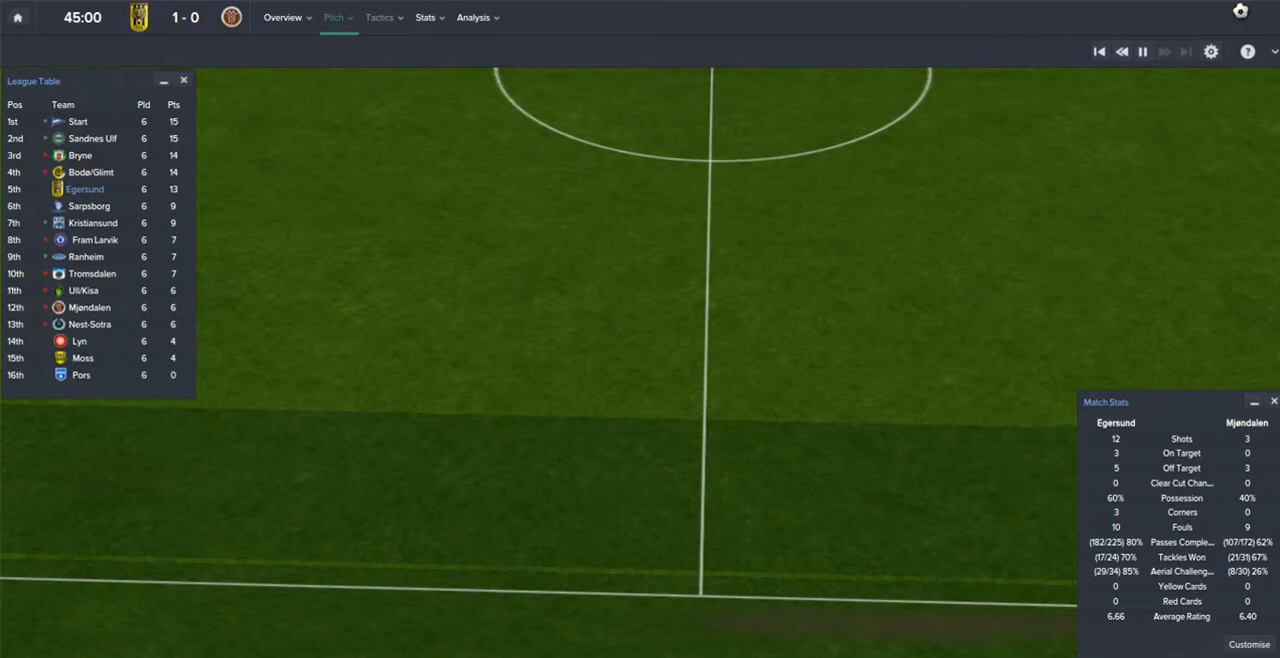 45:00 1 - 0 Overview Pitch Tactics Stats Analysis
?
League Table
Pos Team Pld Pts
1st Start 6 15
2nd Sandnes Ulf 6 15
3rd Bryne 6 14
4th Bodø/Glimt 6 14
5th Egersund 6 13
6th Sarpsborg 6 9
7th Kristiansund 6 9
8th Fram Larvik 6 7
9th Ranheim 6 7
10th Tromsdalen 6 7
11th Ull/Kisa 6 6
12th Mjøndalen 6 6
13th Nest-Sotra 6 6
14th Lyn 6 4
15th Moss 6 4
16th Pors 6 0
Match Stats
Egersund Mjøndalen
12 Shots 3
3 On Target 0
5 Off Target 3
0 Clear Cut Chan... 0
60% Possession 40%
3 Corners 0
10 Fouls 9
(182/225) 80% Passes Comple... (107/172) 62%
(17/24) 70% Tackles Won (21/31) 67%
(29/34) 85% Aerial Challeng... (8/30) 26%
0 Yellow Cards 0
0 Red Cards 0
6.66 Average Rating 6.40
Customise